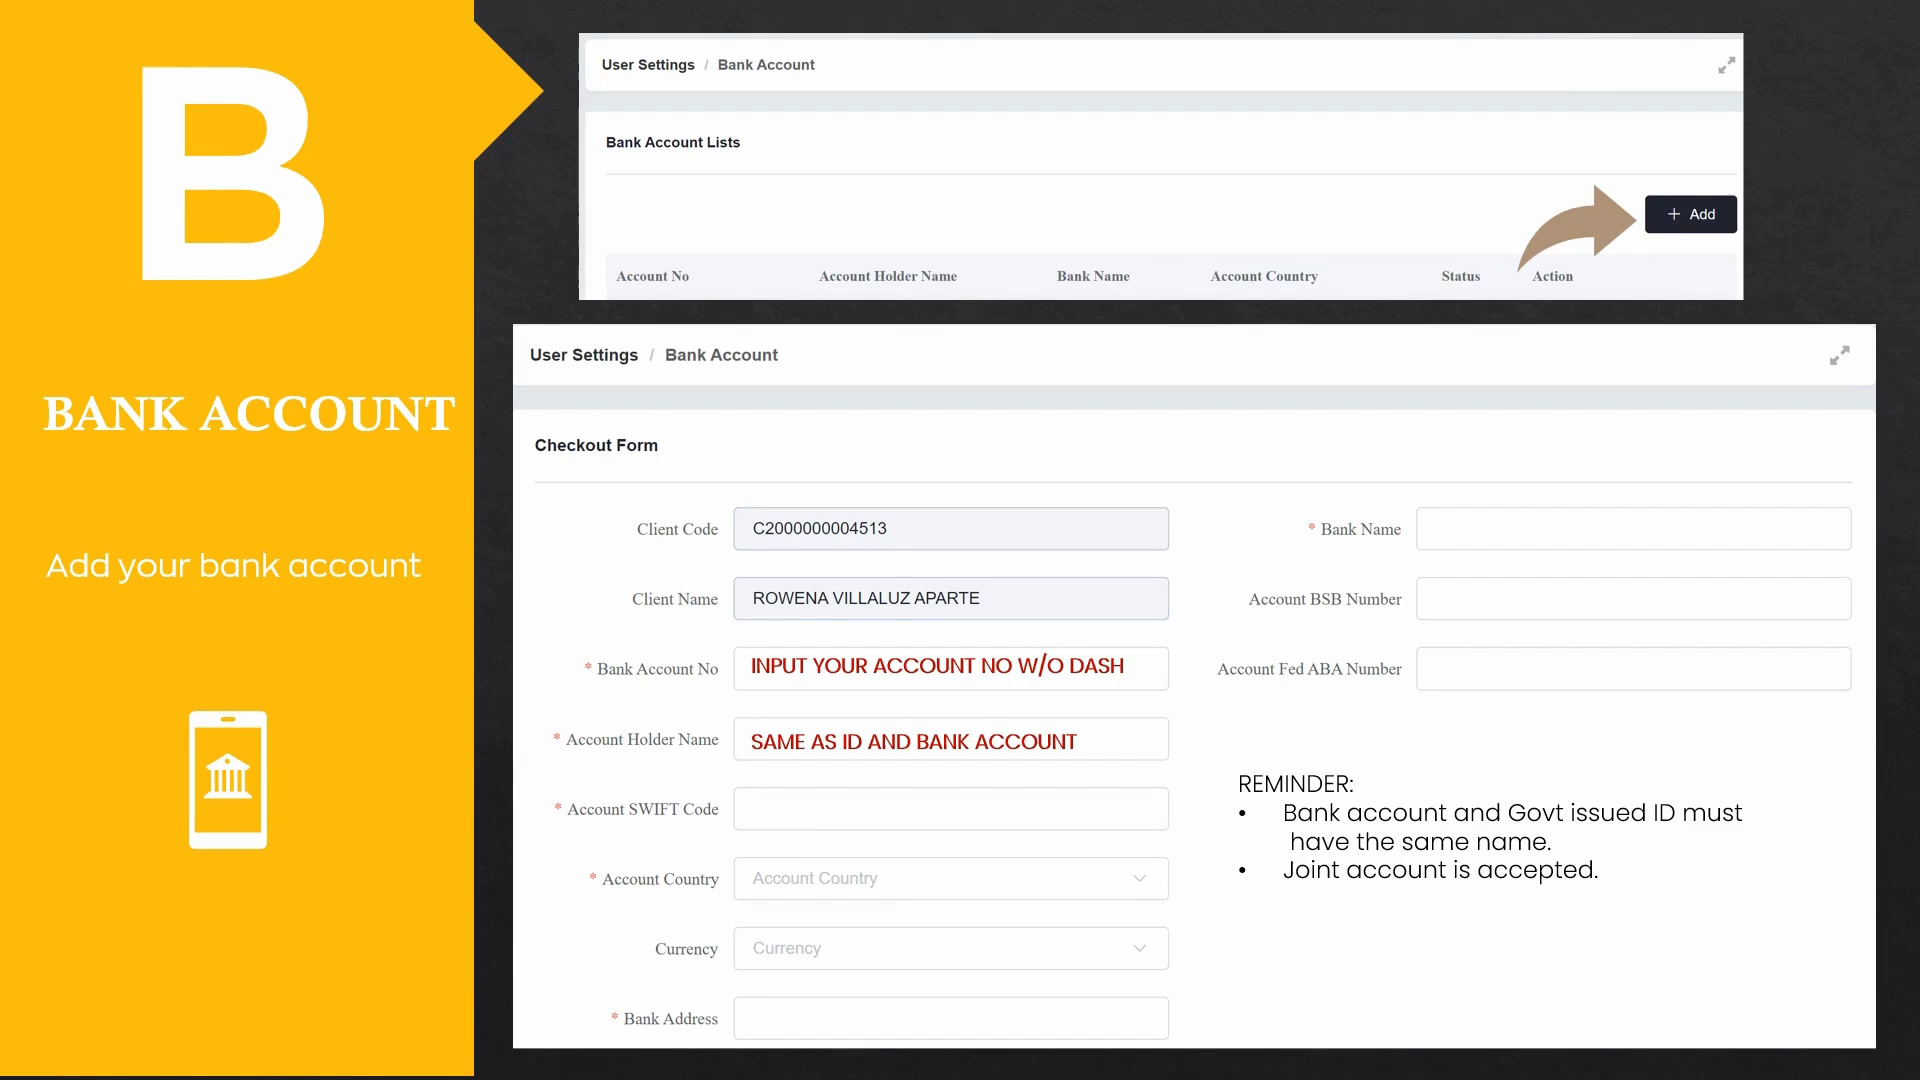 B
BANK ACCOUNT
Add your bank account
User Settings / Bank Account
Bank Account Lists
+ Add
Account No Account Holder Name Bank Name Account Country Status Action
User Settings / Bank Account
Checkout Form
Client Code C2000000004513
Client Name ROWENA VILLALUZ APARTE
* Bank Account No INPUT YOUR ACCOUNT NO W/O DASH
* Account Holder Name SAME AS ID AND BANK ACCOUNT
* Account SWIFT Code
* Account Country Account Country
Currency Currency
* Bank Address
* Bank Name
Account BSB Number
Account Fed ABA Number
REMINDER:
• Bank account and Govt issued ID must
have the same name.
• Joint account is accepted.